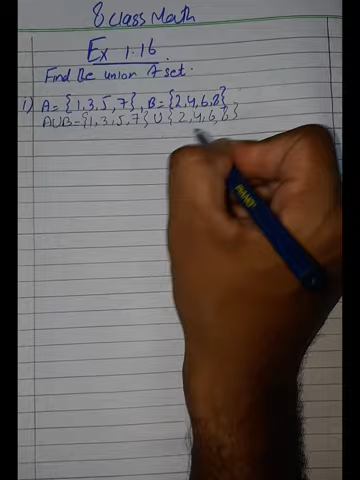 8 Class Math
Ex 1.16
Find the union of set.
1) A = {1,3,5,7}, B = {2,4,6,8}
AUB={1,3,5,7} U {2,4,6,8}